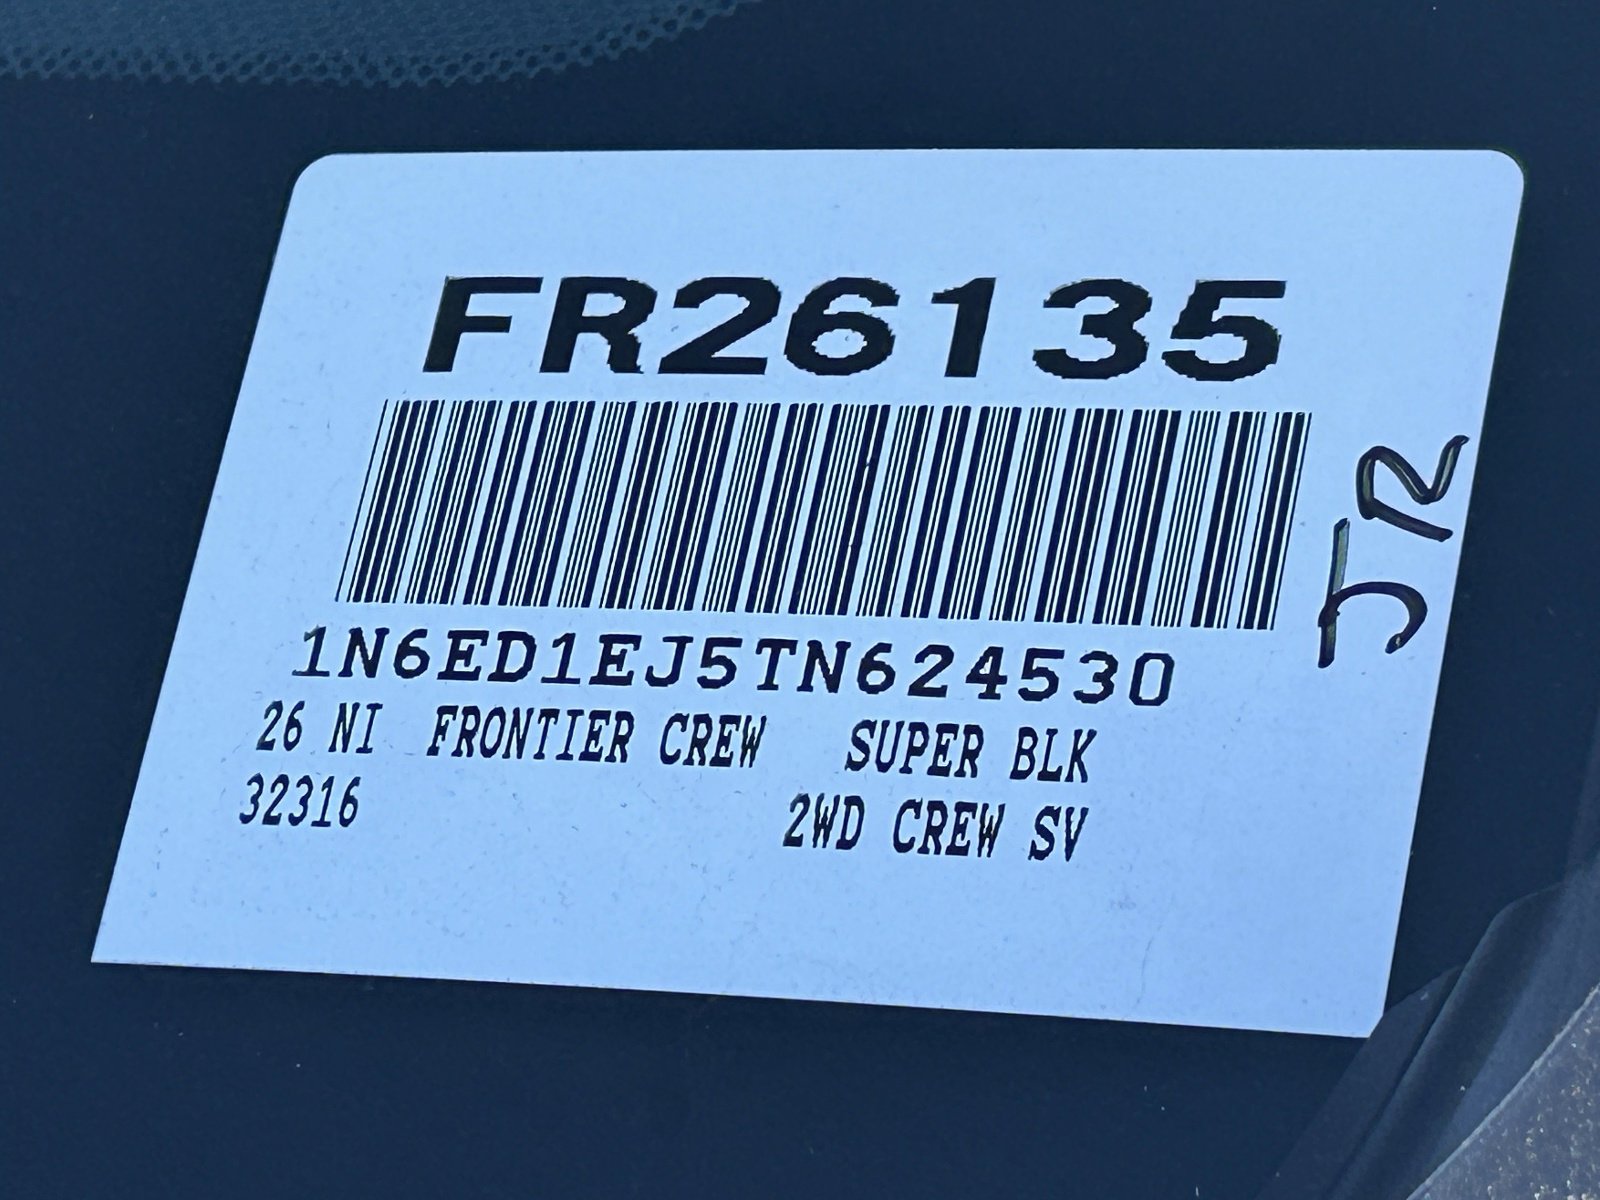 FR26135
JR
1N6ED1EJ5TN624530
26 NI FRONTIER CREW SUPER BLK
32316 2WD CREW SV